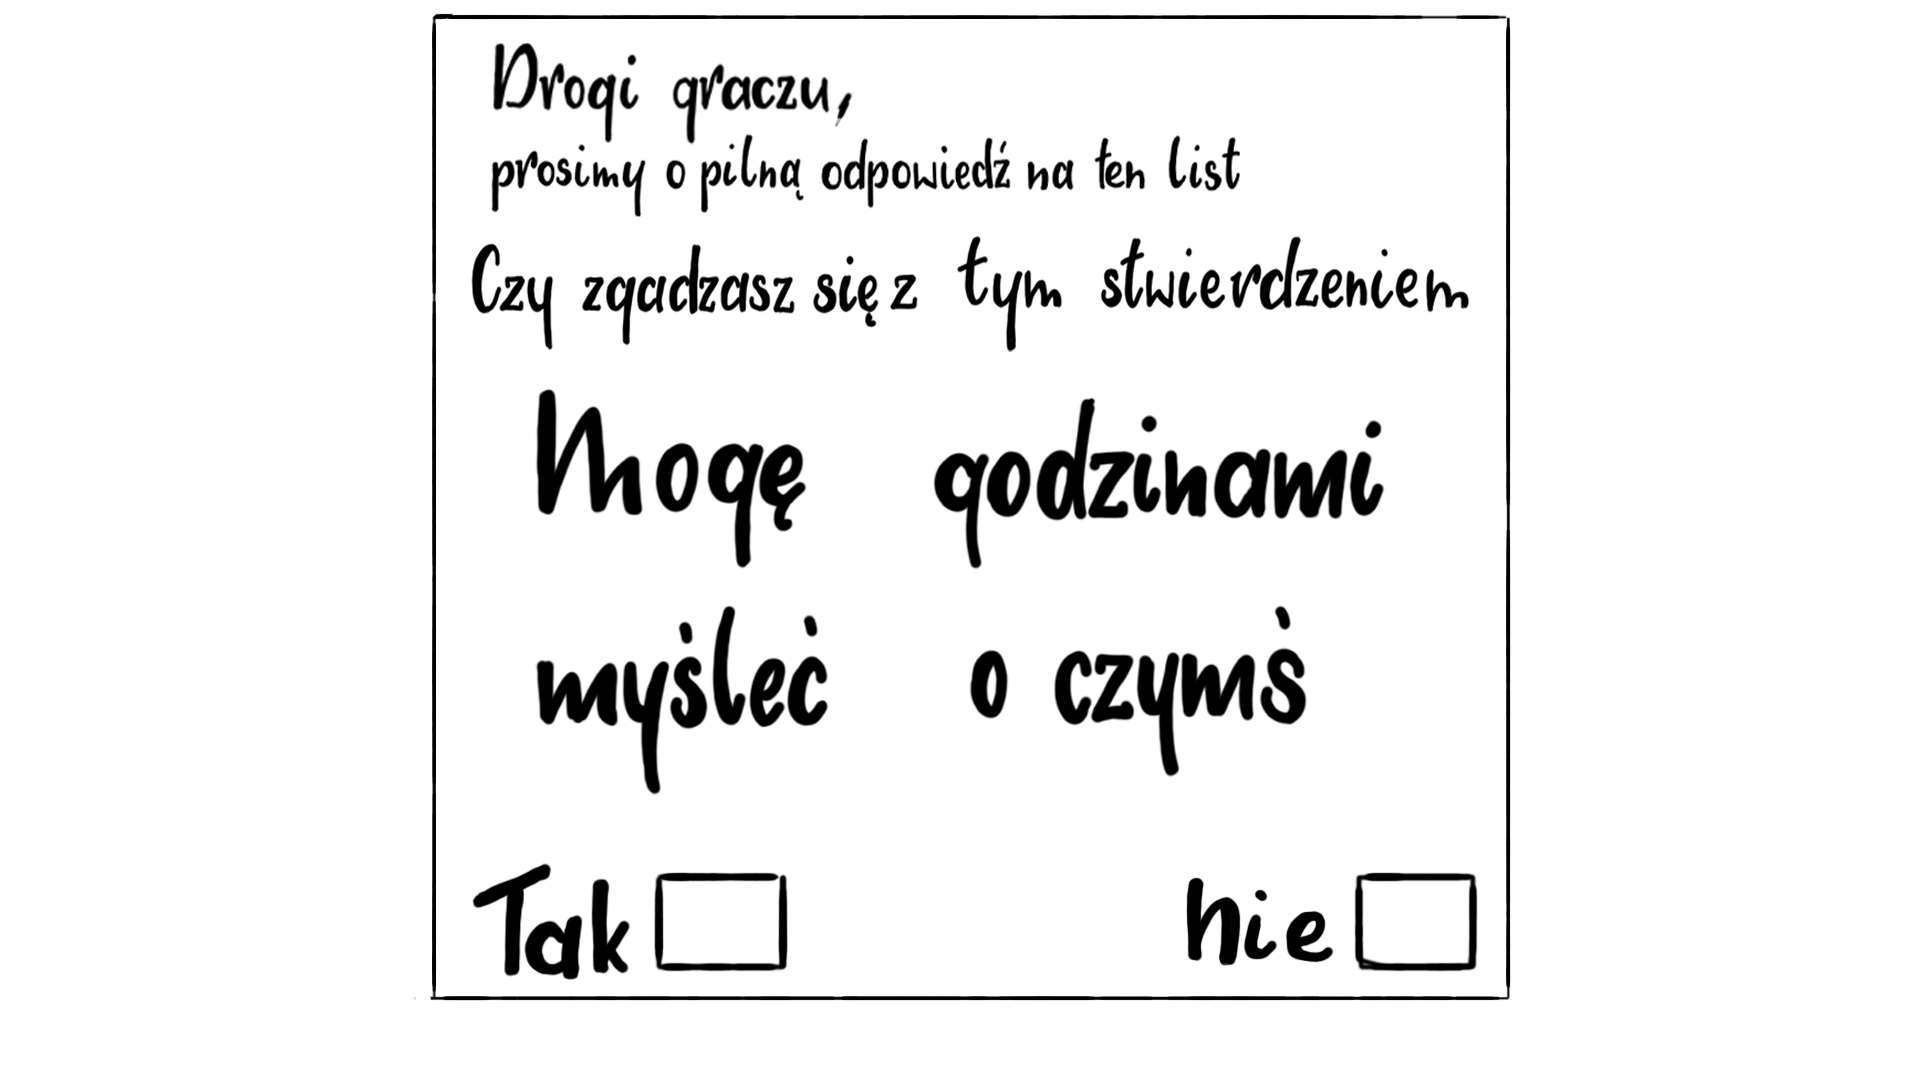 Drogi graczu,
prosimy o pilną odpowiedź na ten list
Czy zgadzasz się z tym stwierdzeniem
Mogę godzinami
myśleć o czymś
Tak nie